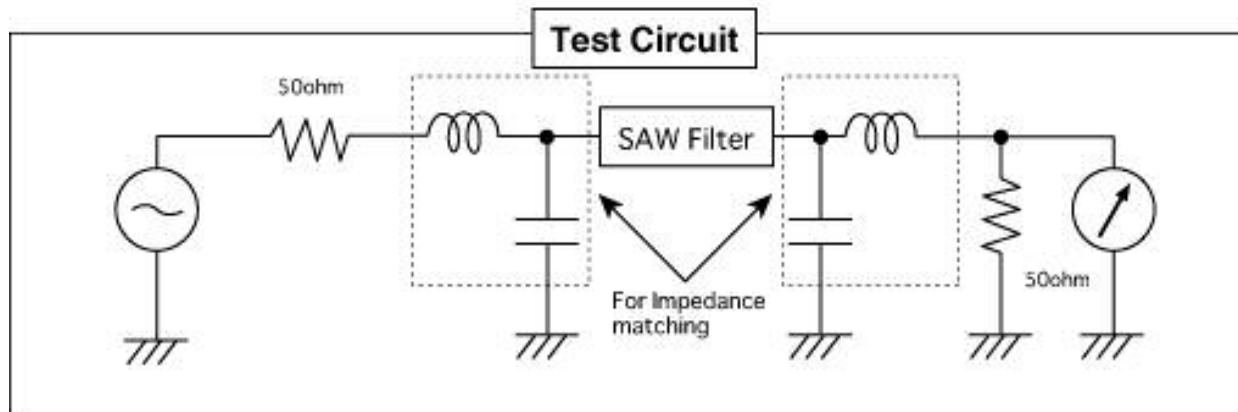 Test Circuit
50ohm
SAW Filter
For Impedance
matching
50ohm